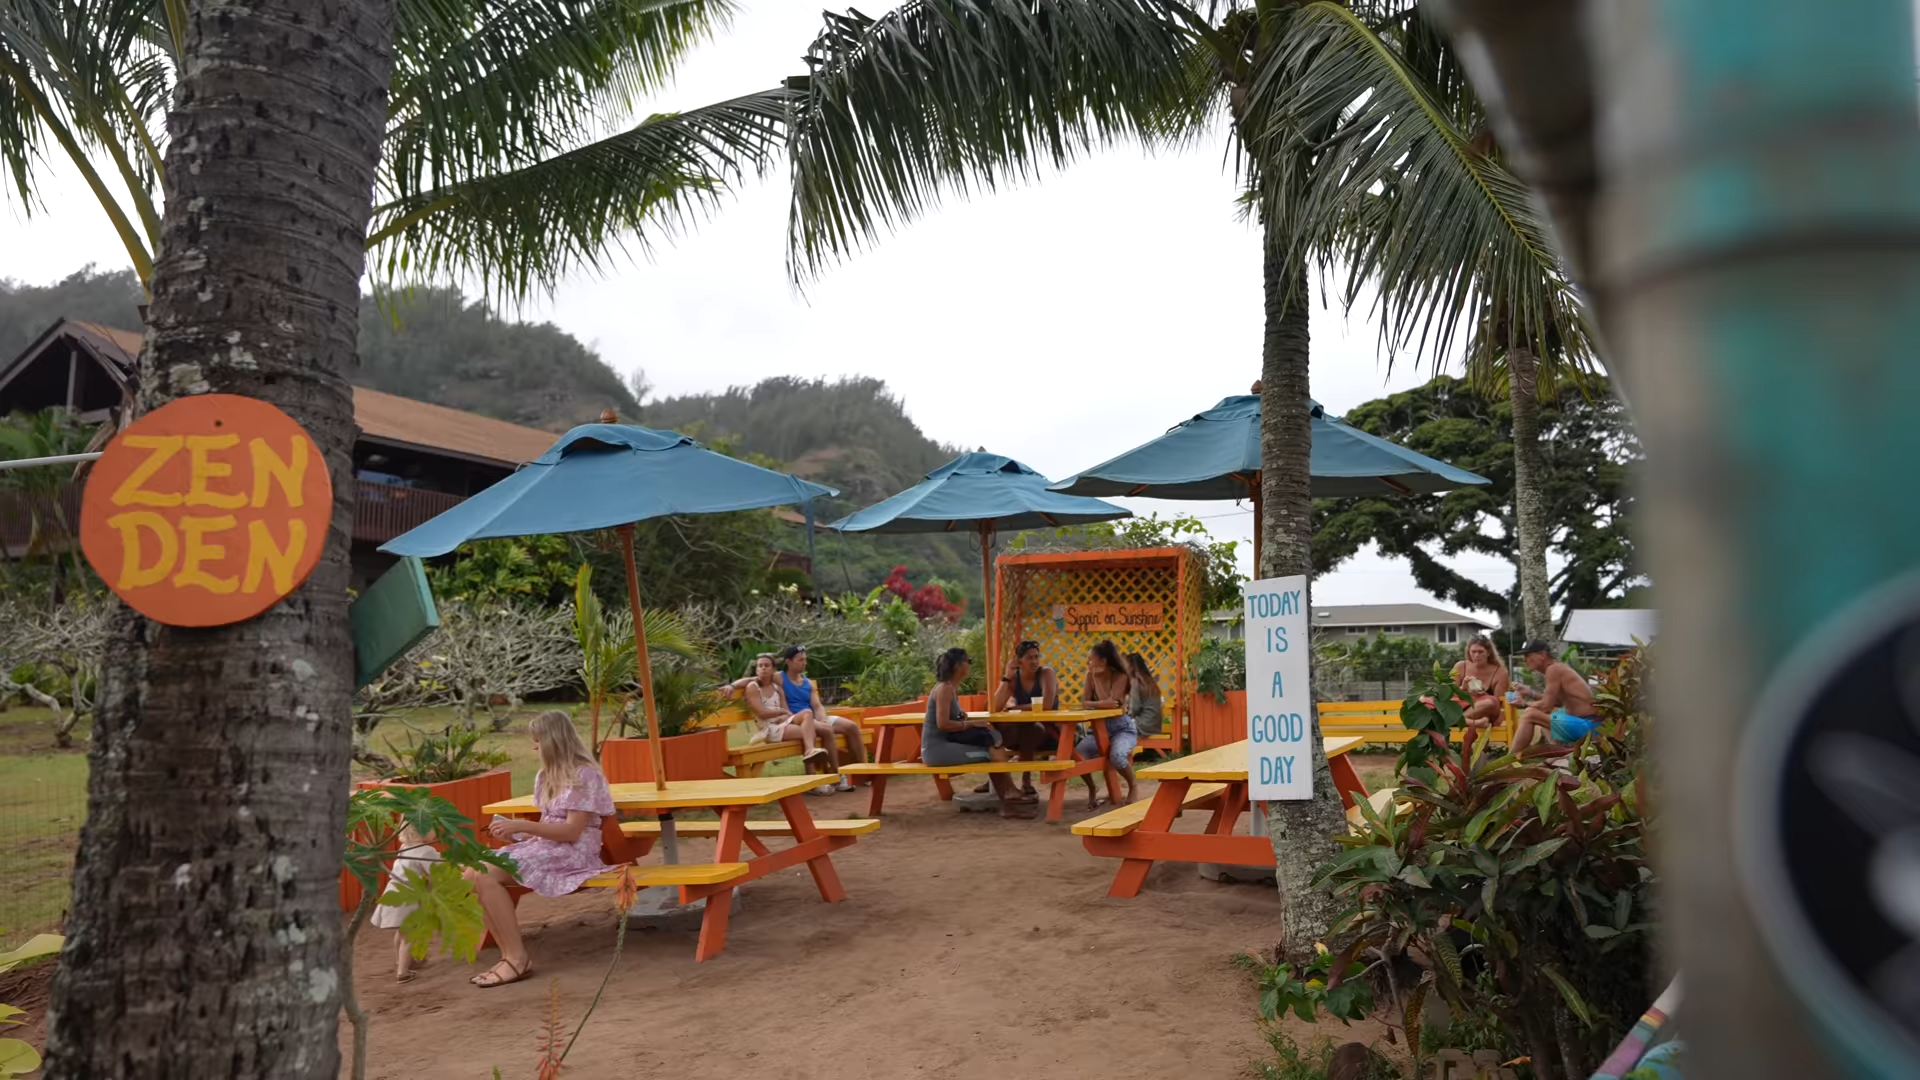 ZEN
DEN
Sippin' on Sunshine
TODAY
IS
A
GOOD
DAY